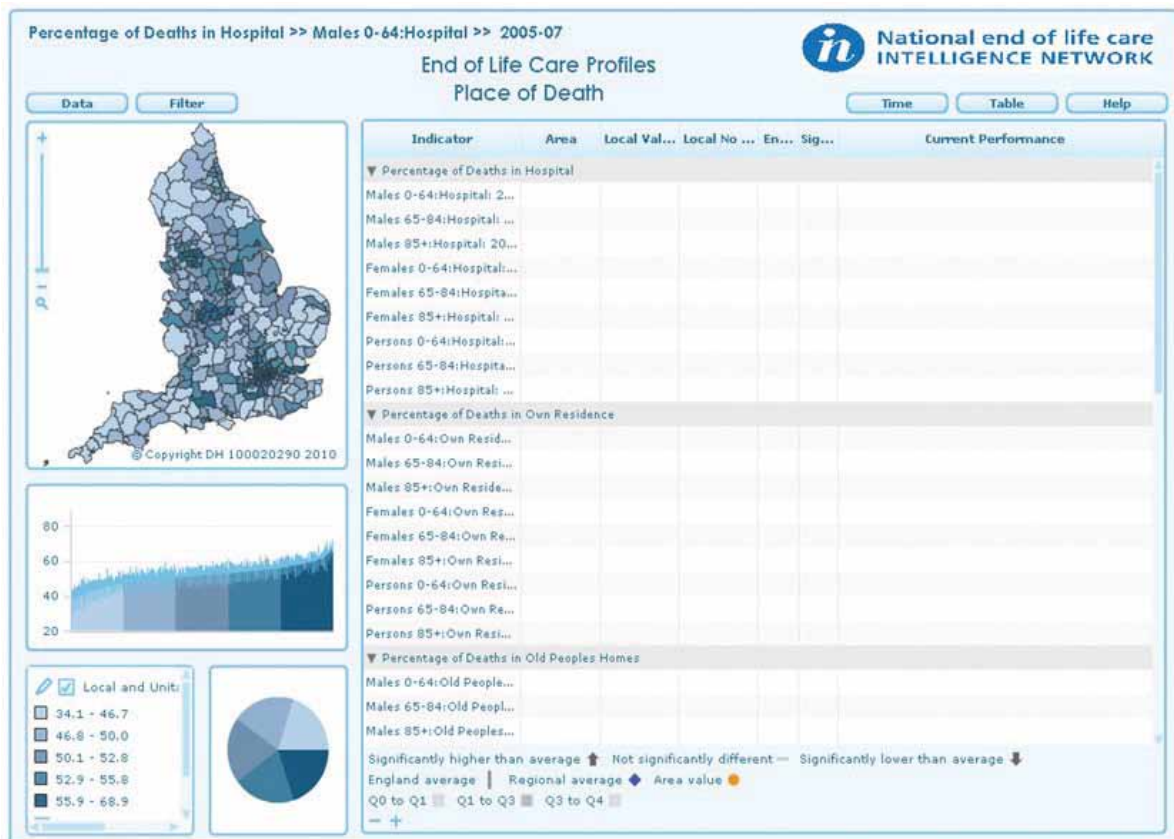 Percentage of Deaths in Hospital >> Males 0-64:Hospital >> 2005-07
National end of life care
INTELLIGENCE NETWORK
End of Life Care Profiles
Place of Death
Data Filter Time Table Help
Indicator Area Local Val... Local No ... En... Sig... Current Performance
▼ Percentage of Deaths in Hospital
Males 0-64:Hospital: 2...
Males 65-84:Hospital: ...
Males 85+:Hospital: 20...
Females 0-64:Hospital:...
Females 65-84:Hospita...
Females 85+:Hospital: ...
Persons 0-64:Hospital:...
Persons 65-84:Hospita...
Persons 85+:Hospital: ...
▼ Percentage of Deaths in Own Residence
Males 0-64:Own Resid...
Males 65-84:Own Resi...
Males 85+:Own Reside...
Females 0-64:Own Res...
Females 65-84:Own Re...
Females 85+:Own Resi...
Persons 0-64:Own Resi...
Persons 65-84:Own Re...
Persons 85+:Own Resi...
▼ Percentage of Deaths in Old Peoples Homes
Males 0-64:Old People...
Males 65-84:Old Peopl...
Males 85+:Old Peoples...
Significantly higher than average Not significantly different Significantly lower than average
England average Regional average Area value
Q0 to Q1 Q1 to Q3 Q3 to Q4
© Copyright DH 100020290 2010
80
60
40
20
Local and Unit
34.1 - 46.7
46.8 - 50.0
50.1 - 52.8
52.9 - 55.8
55.9 - 68.9